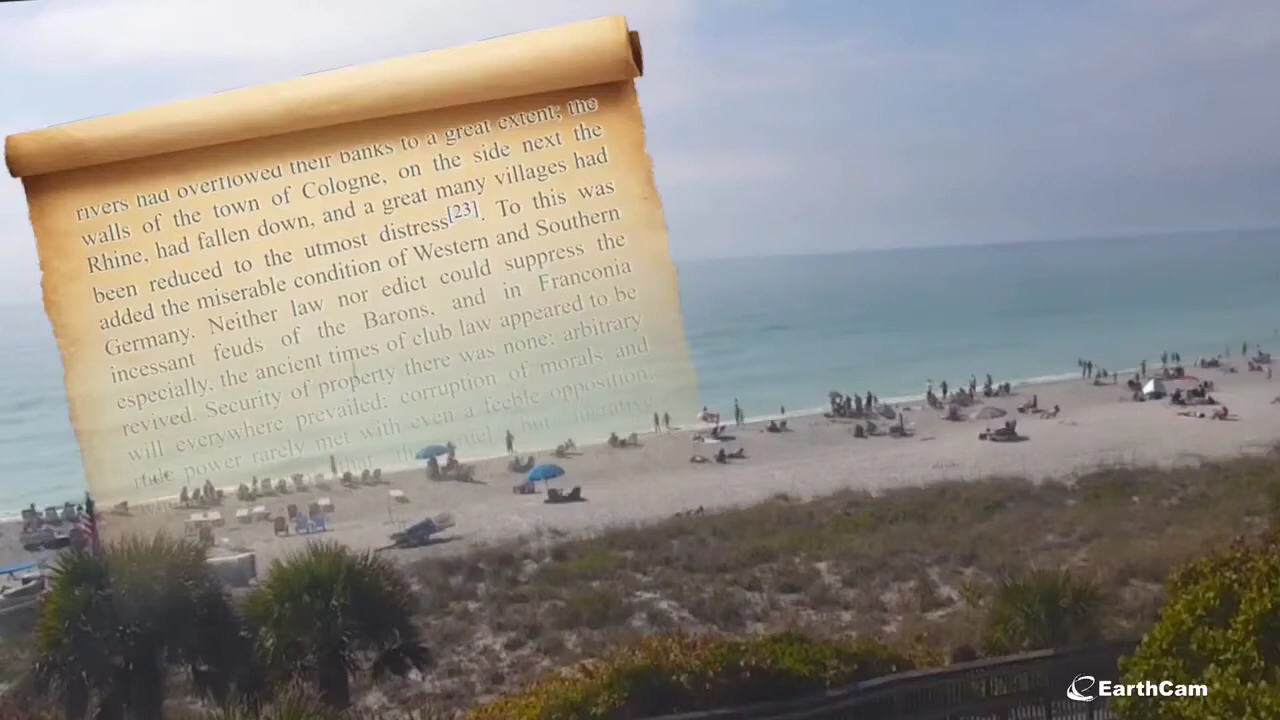 rivers had overflowed their banks to a great extent; the
walls of the town of Cologne, on the side next the
Rhine, had fallen down, and a great many villages had
been reduced to the utmost distress[23]. To this was
added the miserable condition of Western and Southern
Germany. Neither law nor edict could suppress the
incessant feuds of the Barons, and in Franconia
especially, the ancient times of club law appeared to be
revived. Security of property there was none; arbitrary
will everywhere prevailed; corruption of morals and
rude power rarely met with even a feeble opposition;
but lucrative
EarthCam